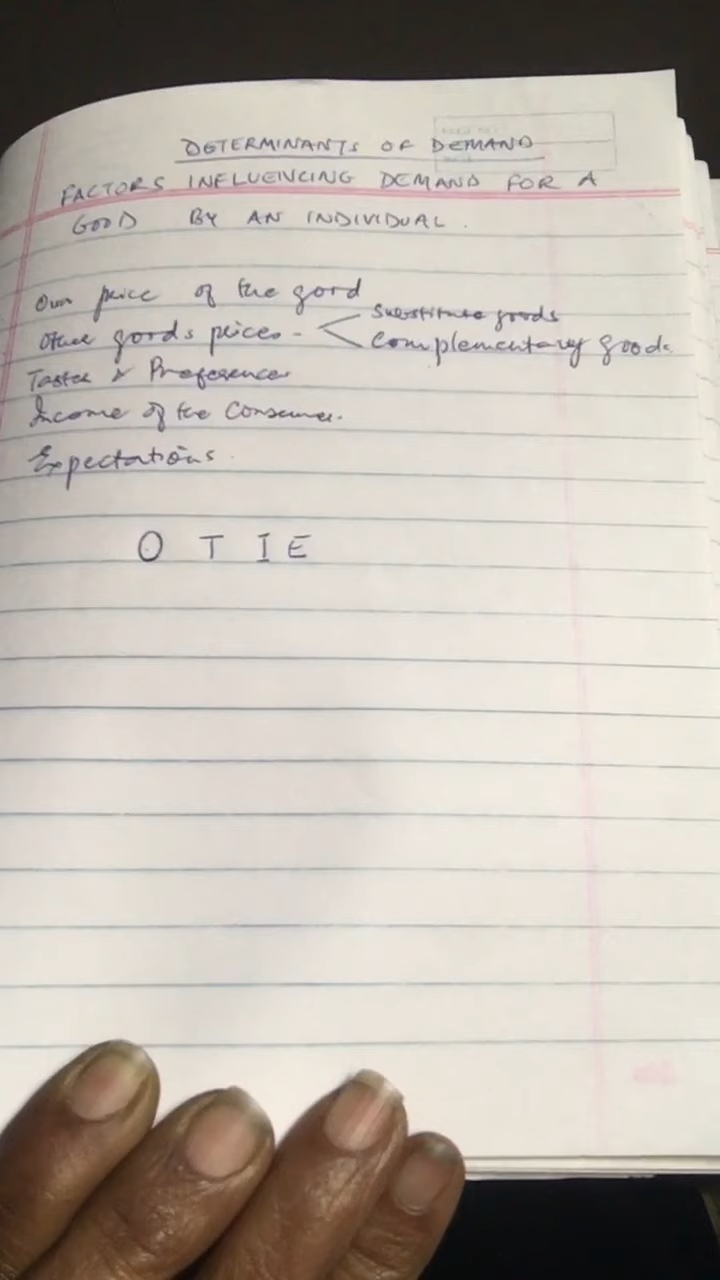 DETERMINANTS OF DEMAND
FACTORS INFLUENCING DEMAND FOR A
GOOD BY AN INDIVIDUAL.
Own price of the good
Other goods prices - Substitute goods
Complementary goods
Tastes & Preferences
Income of the Consumer.
Expectations.
O T I E